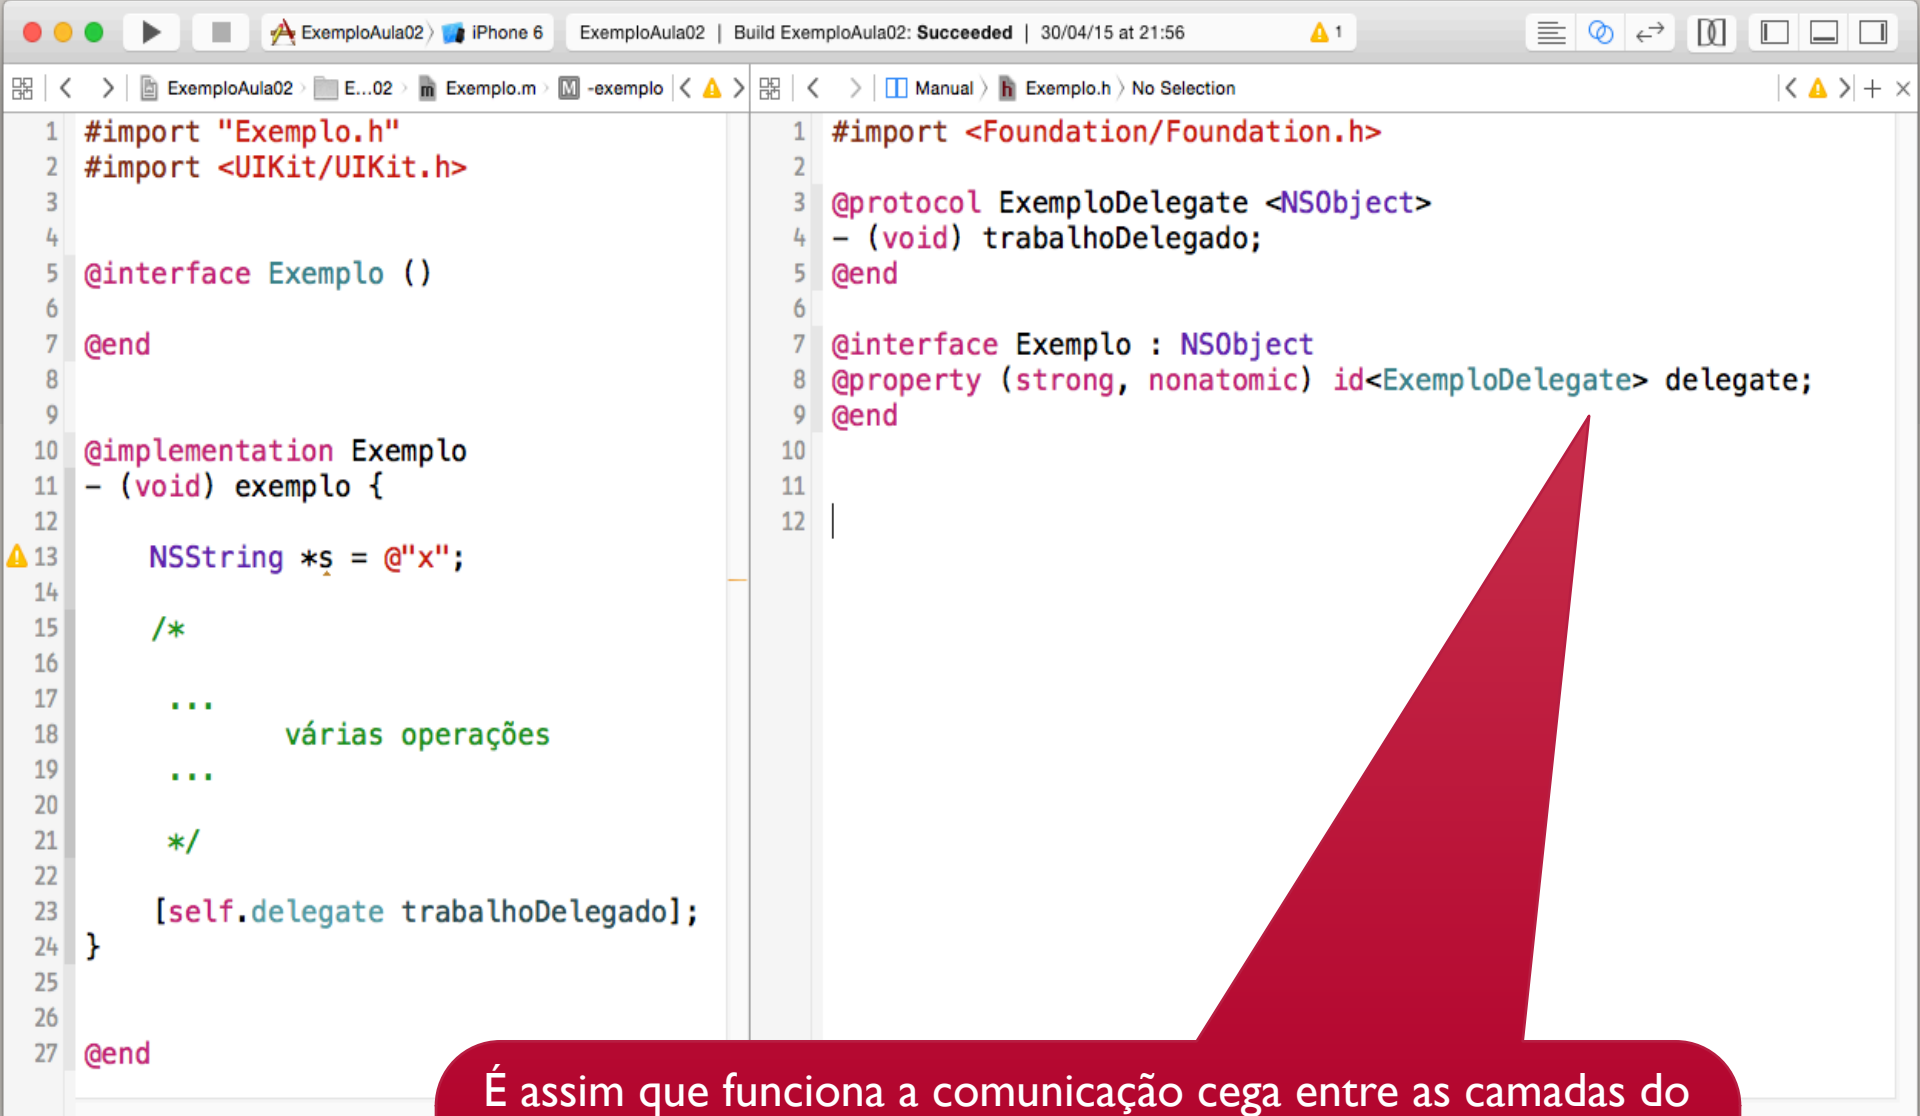 ExemploAula02 〉 iPhone 6
ExemploAula02 | Build ExemploAula02: Succeeded | 30/04/15 at 21:56
1
ExemploAula02 〉 E...02 〉 m Exemplo.m 〉 M -exemplo
Manual 〉 h Exemplo.h 〉 No Selection
1 #import "Exemplo.h"
2 #import <UIKit/UIKit.h>
3
4
5 @interface Exemplo ()
6
7 @end
8
9
10 @implementation Exemplo
11 - (void) exemplo {
12
13 NSString *s = @"x";
14
15 /*
16
17 ...
18 várias operações
19 ...
20
21 */
22
23 [self.delegate trabalhoDelegado];
24 }
25
26
27 @end
1 #import <Foundation/Foundation.h>
2
3 @protocol ExemploDelegate <NSObject>
4 - (void) trabalhoDelegado;
5 @end
6
7 @interface Exemplo : NSObject
8 @property (strong, nonatomic) id<ExemploDelegate> delegate;
9 @end
10
11
12
É assim que funciona a comunicação cega entre as camadas do